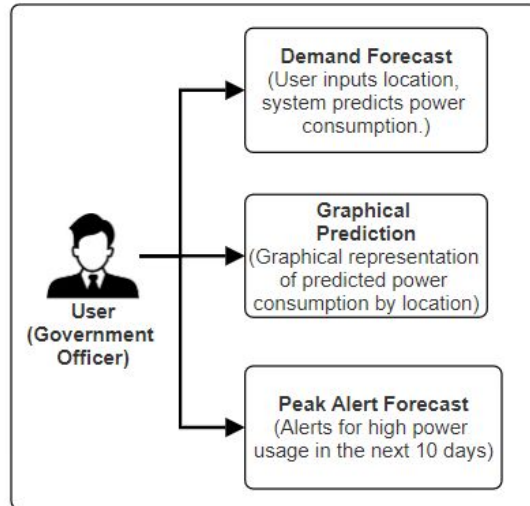 Demand Forecast
(User inputs location,
system predicts power
consumption.)
Graphical
Prediction
(Graphical representation
of predicted power
consumption by location)
User
(Government
Officer)
Peak Alert Forecast
(Alerts for high power
usage in the next 10 days)